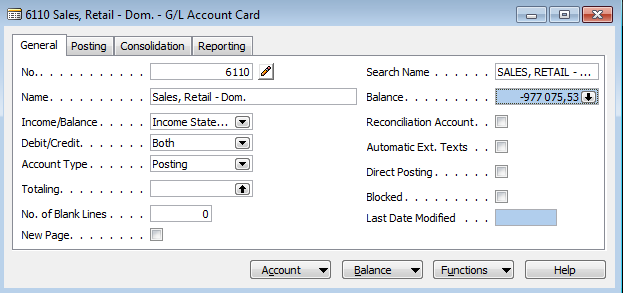 6110 Sales, Retail - Dom. - G/L Account Card
General Posting Consolidation Reporting
No. . . . . . . . . . . . 6110
Name . . . . . . . . . . Sales, Retail - Dom.
Income/Balance . . . . . Income State...
Debit/Credit. . . . . . . . Both
Account Type . . . . . . Posting
Totaling. . . . . . . . . .
No. of Blank Lines . . . . 0
New Page. . . . . . . . .
Search Name . . . . . . . SALES, RETAIL - ...
Balance. . . . . . . . . . -977 075,53
Reconciliation Account . .
Automatic Ext. Texts . . .
Direct Posting . . . . . .
Blocked . . . . . . . . . .
Last Date Modified . . .
Account Balance Functions Help